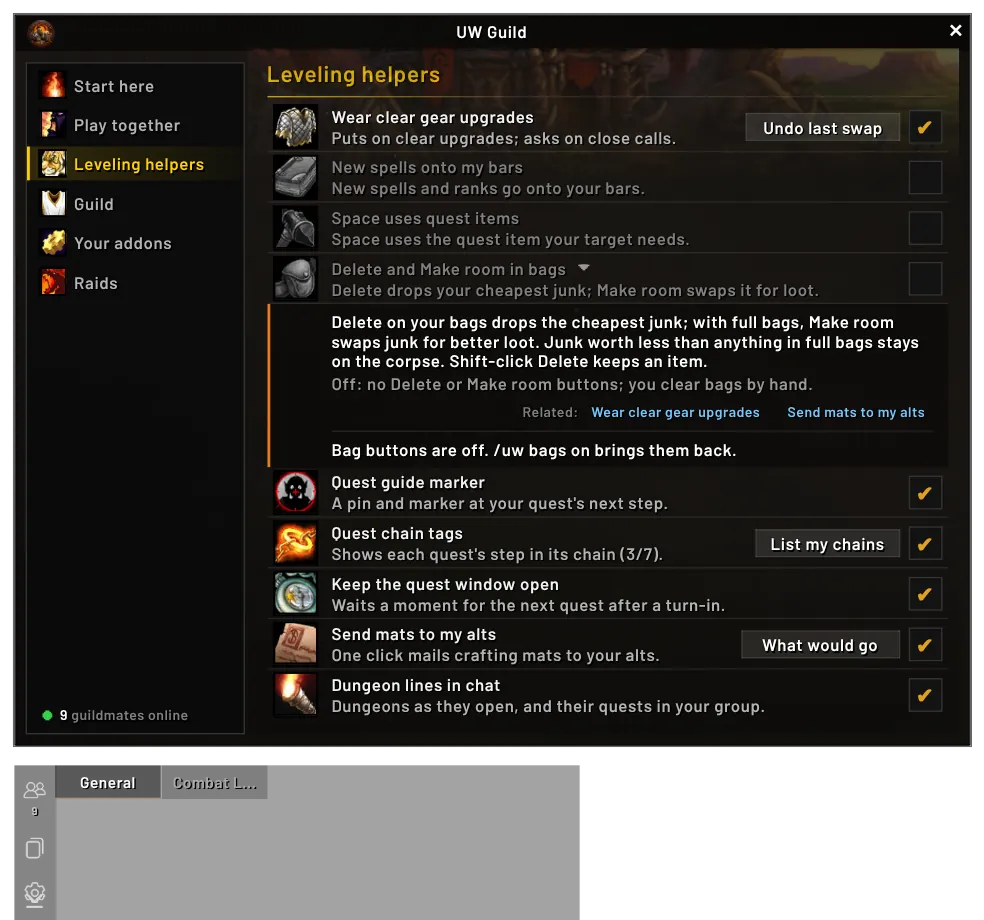 UW Guild
Start here
Play together
Leveling helpers
Guild
Your addons
Raids
9 guildmates online
Leveling helpers
Wear clear gear upgrades
Puts on clear upgrades; asks on close calls.
Undo last swap
New spells onto my bars
New spells and ranks go onto your bars.
Space uses quest items
Space uses the quest item your target needs.
Delete and Make room in bags
Delete drops your cheapest junk; Make room swaps it for loot.
Delete on your bags drops the cheapest junk; with full bags, Make room
swaps junk for better loot. Junk worth less than anything in full bags stays
on the corpse. Shift-click Delete keeps an item.
Off: no Delete or Make room buttons; you clear bags by hand.
Related: Wear clear gear upgrades Send mats to my alts
Bag buttons are off. /uw bags on brings them back.
Quest guide marker
A pin and marker at your quest's next step.
Quest chain tags
Shows each quest's step in its chain (3/7).
List my chains
Keep the quest window open
Waits a moment for the next quest after a turn-in.
Send mats to my alts
One click mails crafting mats to your alts.
What would go
Dungeon lines in chat
Dungeons as they open, and their quests in your group.
General
Combat L...
9